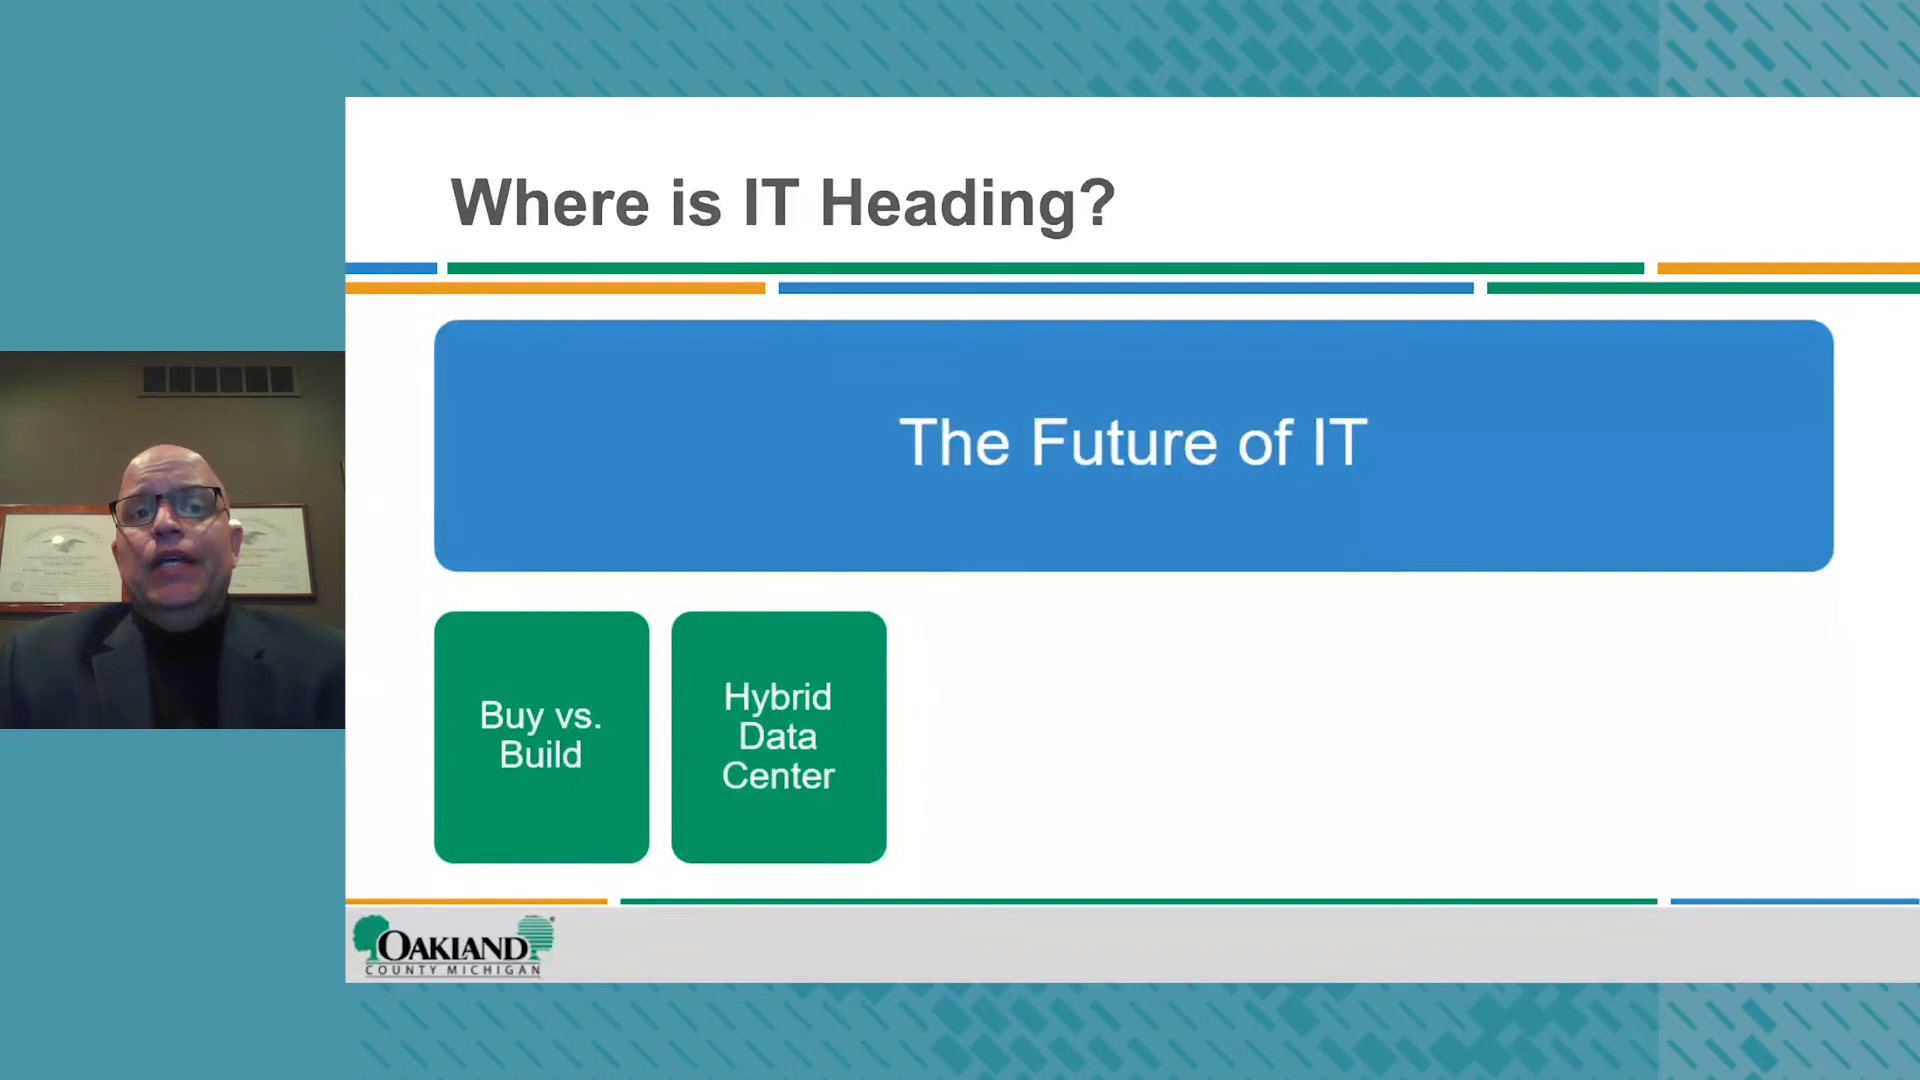 Where is IT Heading?
The Future of IT
Buy vs.
Build
Hybrid
Data
Center
OAKLAND
COUNTY MICHIGAN